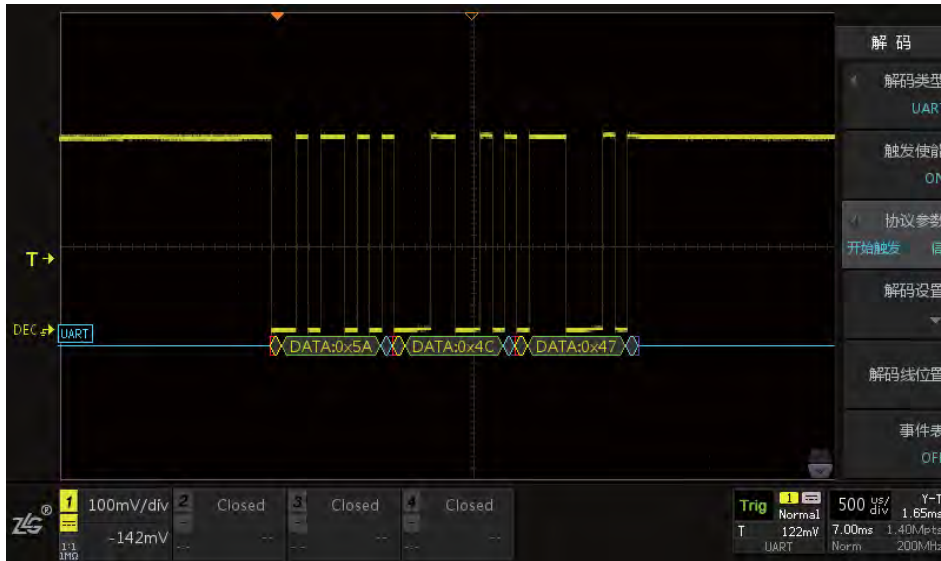 解 码
解码类型
UART
触发使能
ON
协议参数
开始触发
解码设置
解码线位置
事件表
OFF
T
DEC
UART
DATA:0x5A
DATA:0x4C
DATA:0x47
ZLG®
1
100mV/div
-142mV
1:1
1MΩ
2
Closed
--
--
3
Closed
--
--
4
Closed
--
--
Trig
1
Normal
T
122mV
UART
500 us/div
Y-T
1.65ms
7.00ms
1.40Mpts
Norm
200MHz